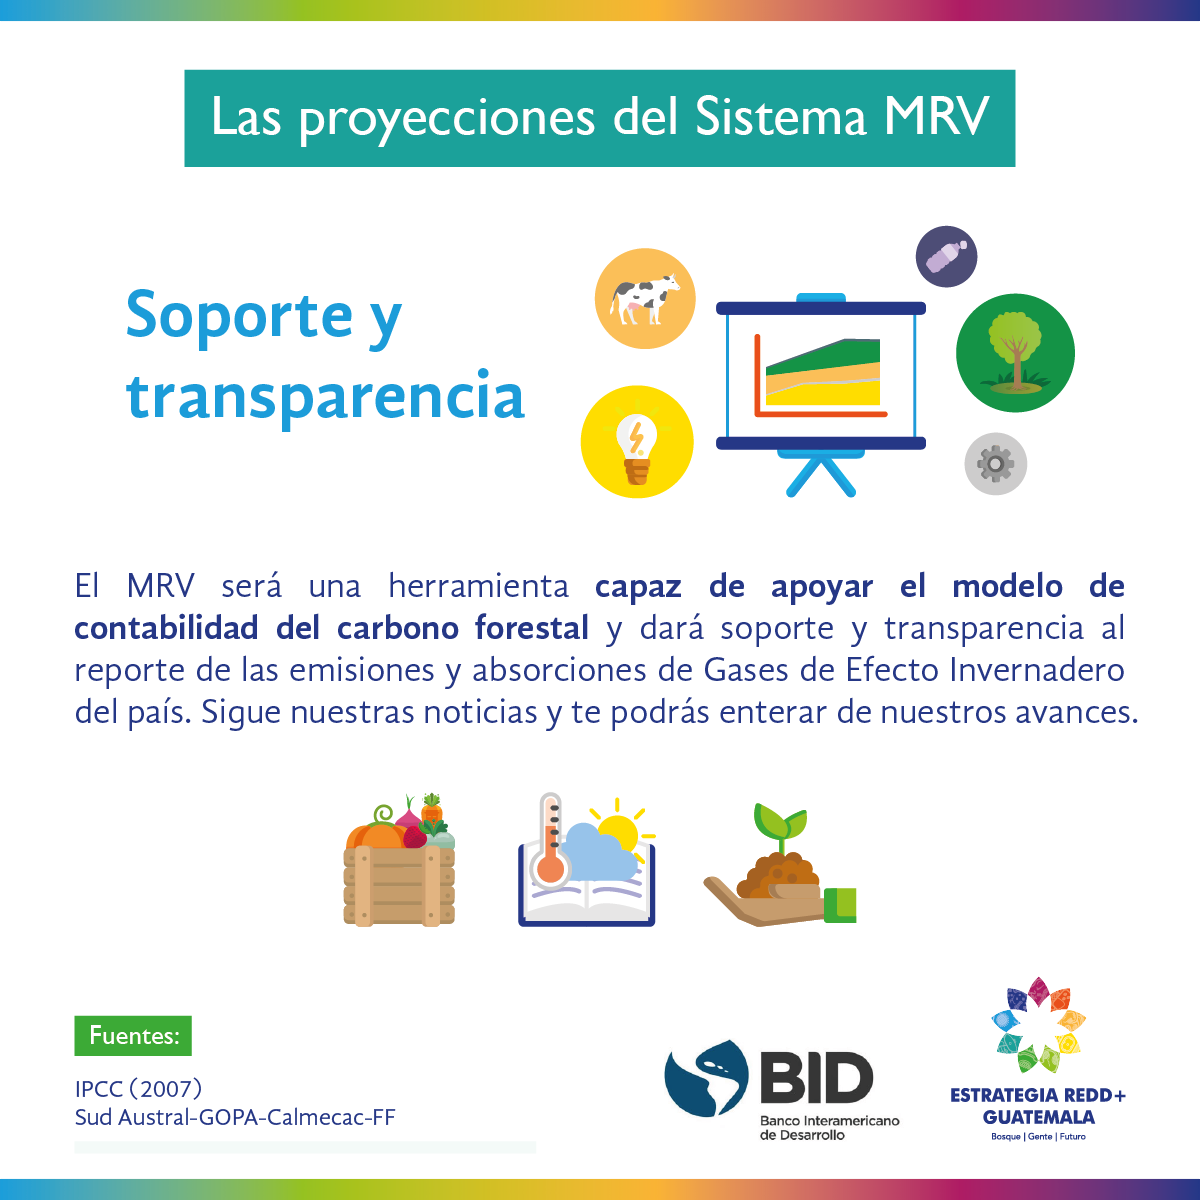 Las proyecciones del Sistema MRV
Soporte y
transparencia
El MRV será una herramienta capaz de apoyar el modelo de
contabilidad del carbono forestal y dará soporte y transparencia al
reporte de las emisiones y absorciones de Gases de Efecto Invernadero
del país. Sigue nuestras noticias y te podrás enterar de nuestros avances.
Fuentes:
IPCC (2007)
Sud Austral-GOPA-Calmecac-FF
BID
Banco Interamericano
de Desarrollo
ESTRATEGIA REDD+
GUATEMALA
Bosque | Gente | Futuro